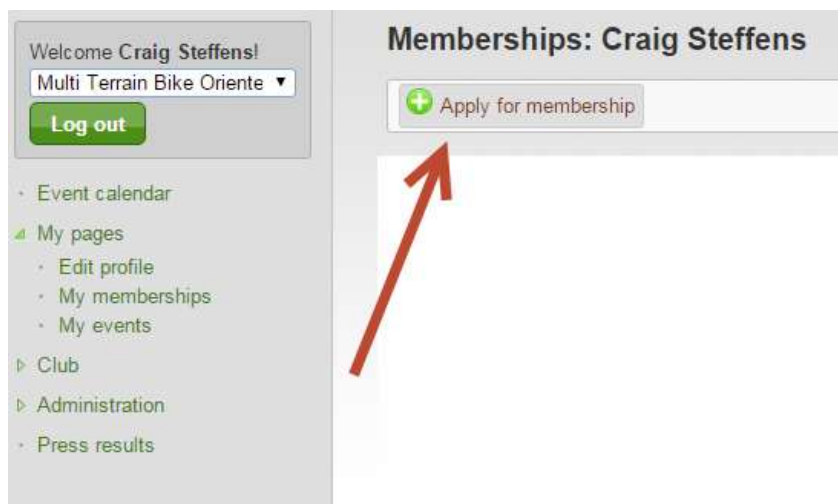 Welcome Craig Steffens!
Multi Terrain Bike Oriente
Log out
Event calendar
My pages
Edit profile
My memberships
My events
Club
Administration
Press results
Memberships: Craig Steffens
Apply for membership